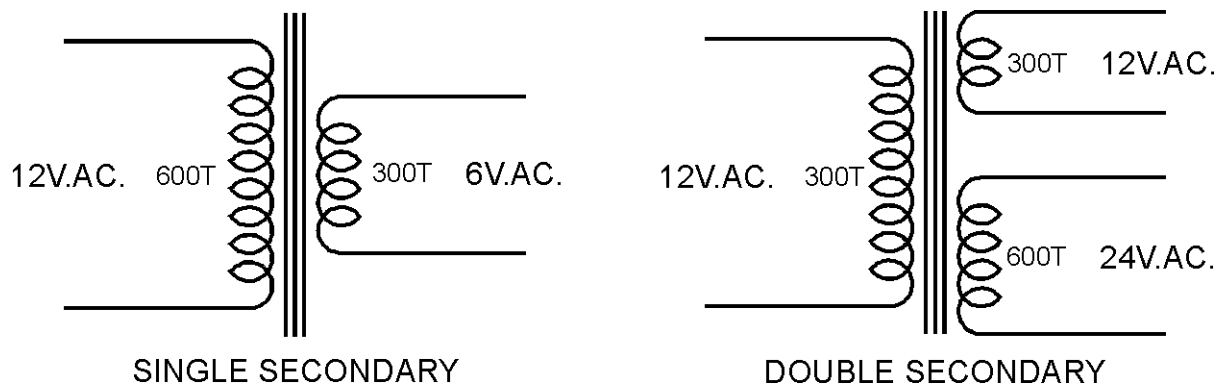 12V.AC.
600T
300T
6V.AC.
SINGLE SECONDARY
12V.AC.
300T
300T
12V.AC.
600T
24V.AC.
DOUBLE SECONDARY